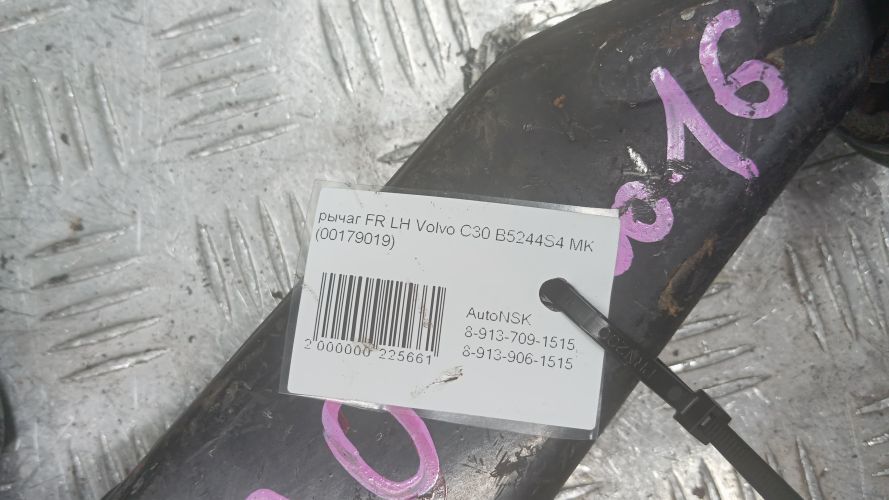 рычаг FR LH Volvo C30 B5244S4 MK
(00179019)
AutoNSK
8-913-709-1515
8-913-906-1515
2 000000 225661